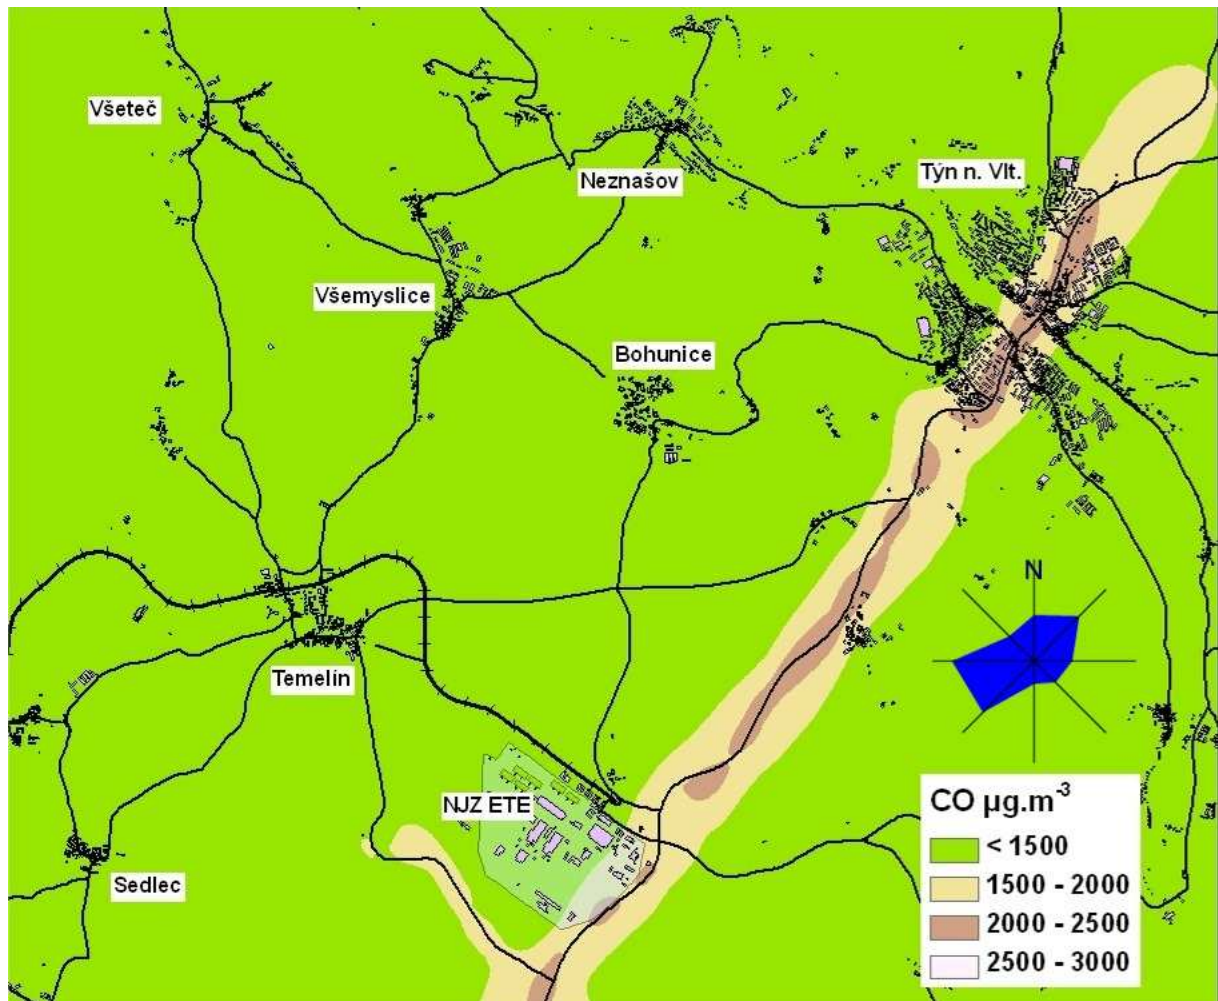 Všeteč
Neznašov
Týn n. Vlt.
Všemyslice
Bohunice
N
Temelín
NJZ ETE
Sedlec
CO µg.m⁻³
< 1500
1500 - 2000
2000 - 2500
2500 - 3000